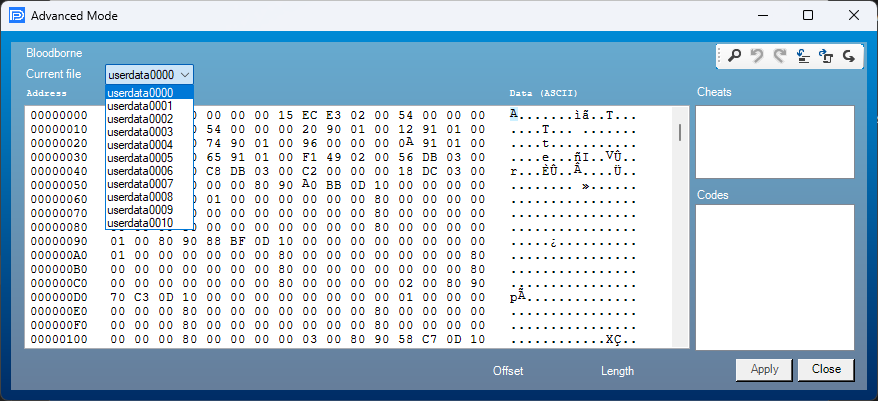 Advanced Mode
Bloodborne
Current file userdata0000
userdata0000
userdata0001
userdata0002
userdata0003
userdata0004
userdata0005
userdata0006
userdata0007
userdata0008
userdata0009
userdata0010
Address Data (ASCII)
00000000 00 00 00 15 EC E3 02 00 54 00 00 00 A.......ìã..T...
00000010 54 00 00 00 20 90 01 00 12 91 01 00 ....T... ........
00000020 74 90 01 00 96 00 00 00 0A 91 01 00 ....t...........
00000030 65 91 01 00 F1 49 02 00 56 DB 03 00 ....e...ñI..VÛ..
00000040 C8 DB 03 00 C2 00 00 00 18 DC 03 00 r...ÈÛ..Â....Ü..
00000050 00 00 80 90 A0 BB 0D 10 00 00 00 00 .........»......
00000060 01 00 00 00 00 00 00 80 00 00 00 ................
00000070 00 00 00 00 00 00 00 80 00 00 00 ................
00000080 00 00 00 00 00 00 00 80 00 00 00 ................
00000090 01 00 80 90 88 BF 0D 10 00 00 00 00 00 00 00 00 .....¿..........
000000A0 01 00 00 00 00 00 00 80 00 00 00 00 00 00 00 80 ................
000000B0 00 00 00 00 00 00 00 80 00 00 00 00 00 00 00 80 ................
000000C0 00 00 00 00 00 00 00 80 00 00 00 00 02 00 80 90 ................
000000D0 70 C3 0D 10 00 00 00 00 00 00 00 00 01 00 00 00 pÃ..............
000000E0 00 00 00 80 00 00 00 00 00 00 00 80 00 00 00 00 ................
000000F0 00 00 00 80 00 00 00 00 00 00 00 80 00 00 00 00 ................
00000100 00 00 00 80 00 00 00 00 03 00 80 90 58 C7 0D 10 ............XÇ..
Cheats
Codes
Offset Length
Apply Close